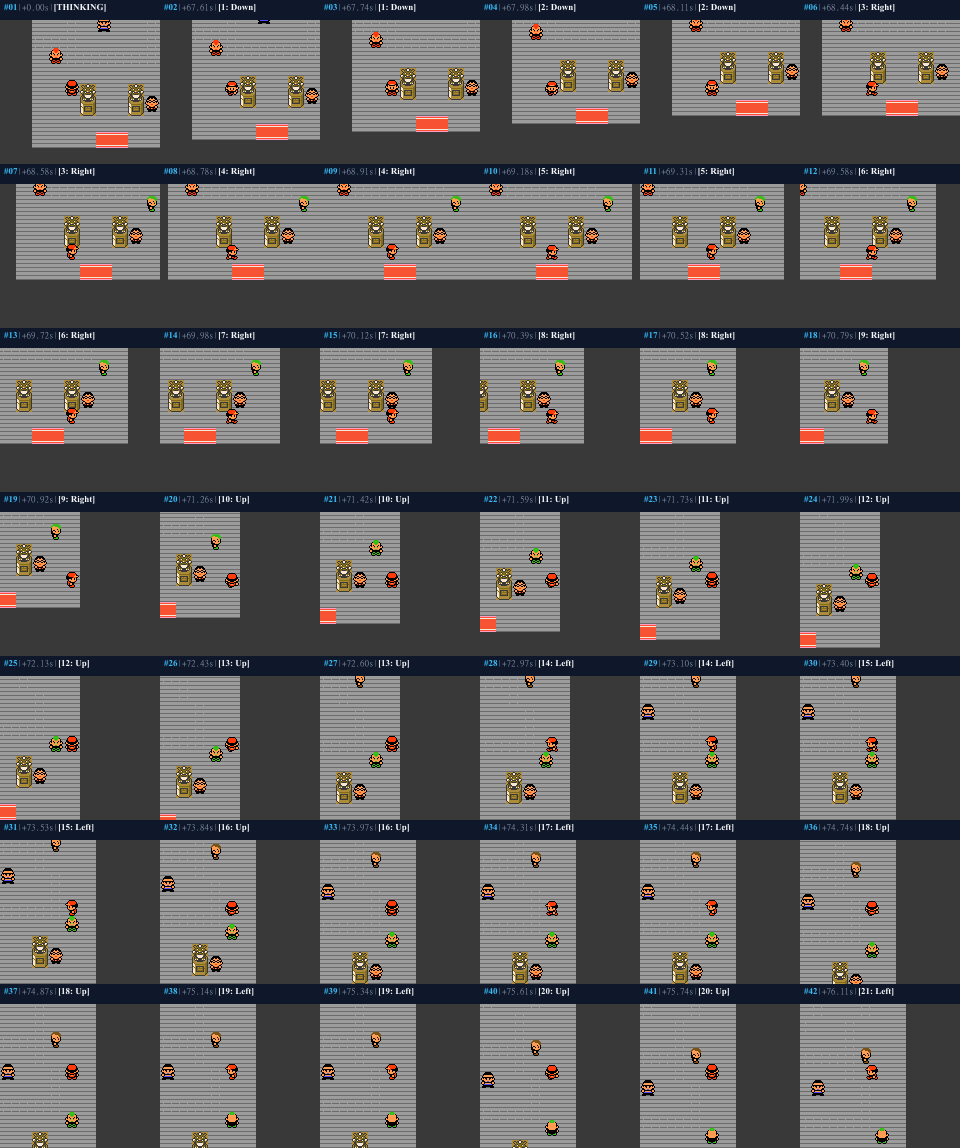 #01|+0.00s|[THINKING] #02|+67.61s|[1: Down] #03|+67.74s|[1: Down] #04|+67.98s|[2: Down] #05|+68.11s|[2: Down] #06|+68.44s|[3: Right]
#07|+68.58s|[3: Right] #08|+68.78s|[4: Right] #09|+68.91s|[4: Right] #10|+69.18s|[5: Right] #11|+69.31s|[5: Right] #12|+69.58s|[6: Right]
#13|+69.72s|[6: Right] #14|+69.98s|[7: Right] #15|+70.12s|[7: Right] #16|+70.39s|[8: Right] #17|+70.52s|[8: Right] #18|+70.79s|[9: Right]
#19|+70.92s|[9: Right] #20|+71.26s|[10: Up] #21|+71.42s|[10: Up] #22|+71.59s|[11: Up] #23|+71.73s|[11: Up] #24|+71.99s|[12: Up]
#25|+72.13s|[12: Up] #26|+72.43s|[13: Up] #27|+72.60s|[13: Up] #28|+72.97s|[14: Left] #29|+73.10s|[14: Left] #30|+73.40s|[15: Left]
#31|+73.53s|[15: Left] #32|+73.84s|[16: Up] #33|+73.97s|[16: Up] #34|+74.31s|[17: Left] #35|+74.44s|[17: Left] #36|+74.74s|[18: Up]
#37|+74.87s|[18: Up] #38|+75.14s|[19: Left] #39|+75.34s|[19: Left] #40|+75.61s|[20: Up] #41|+75.74s|[20: Up] #42|+76.11s|[21: Left]